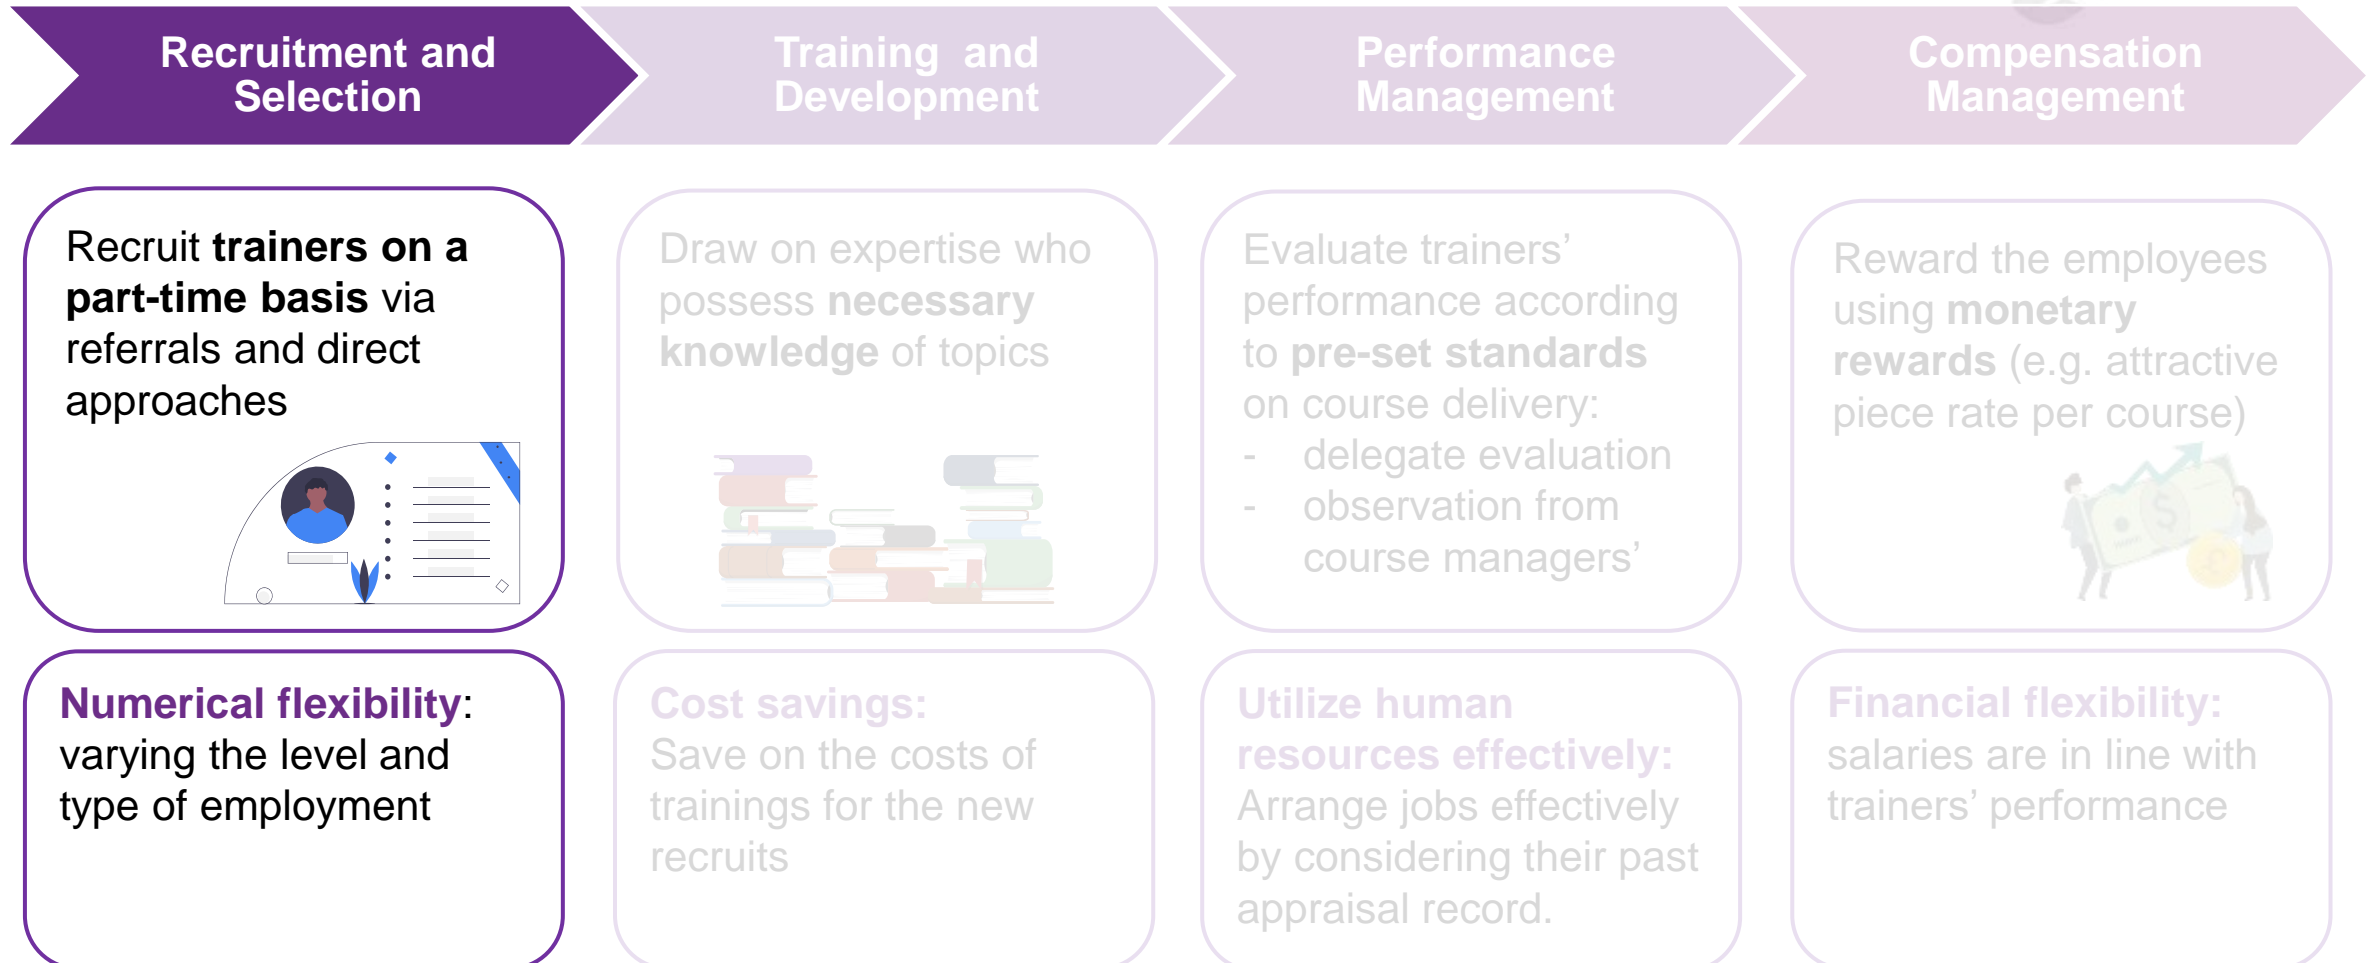 Recruitment and
Selection
Training and
Development
Performance
Management
Compensation
Management
Recruit trainers on a
part-time basis via
referrals and direct
approaches
Draw on expertise who
possess necessary
knowledge of topics
Evaluate trainers’
performance according
to pre-set standards
on course delivery:
- delegate evaluation
- observation from
course managers’
Reward the employees
using monetary
rewards (e.g. attractive
piece rate per course)
Numerical flexibility:
varying the level and
type of employment
Cost savings:
Save on the costs of
trainings for the new
recruits
Utilize human
resources effectively:
Arrange jobs effectively
by considering their past
appraisal record.
Financial flexibility:
salaries are in line with
trainers’ performance